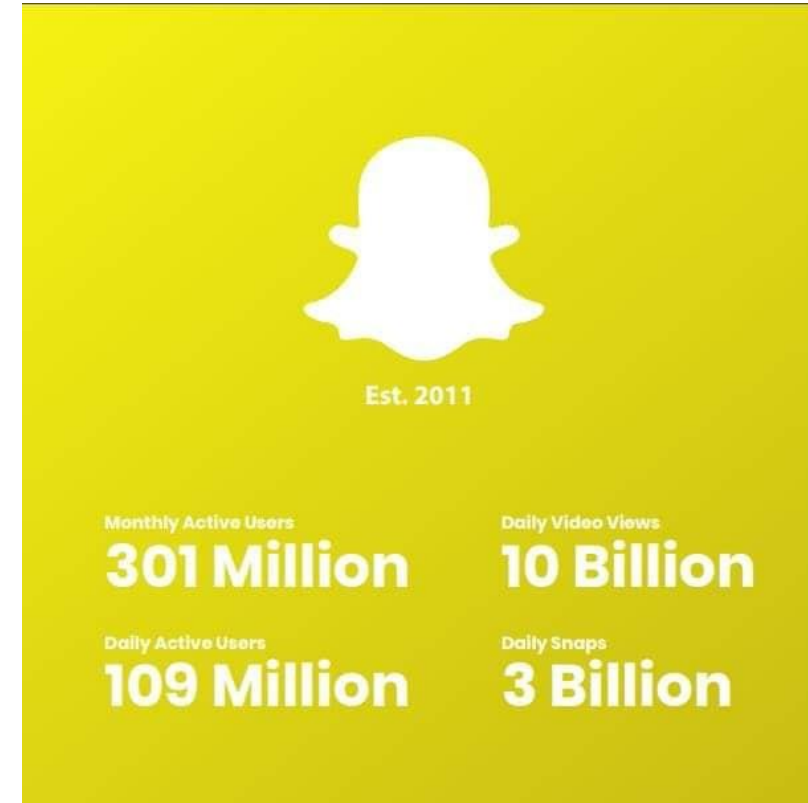 Est. 2011
Monthly Active Users
301 Million
Daily Video Views
10 Billion
Daily Active Users
109 Million
Daily Snaps
3 Billion